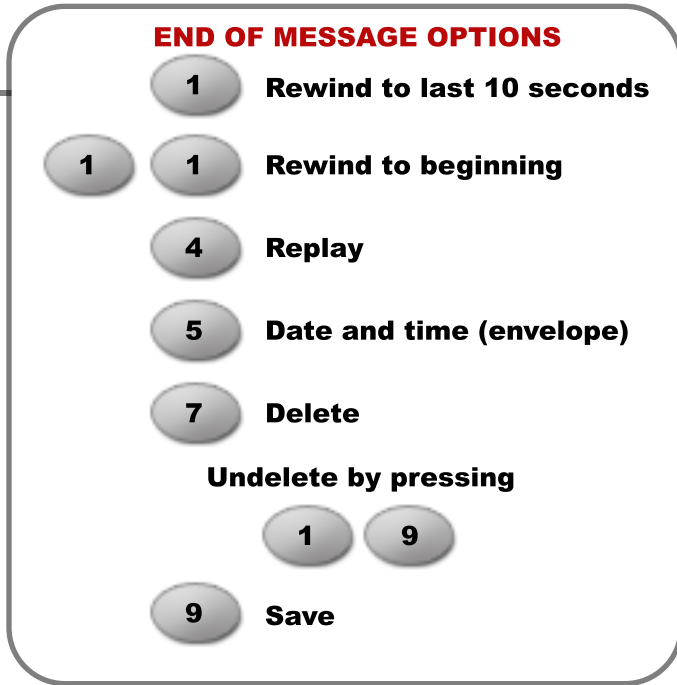 END OF MESSAGE OPTIONS
1 Rewind to last 10 seconds
1 1 Rewind to beginning
4 Replay
5 Date and time (envelope)
7 Delete
Undelete by pressing
1 9
9 Save